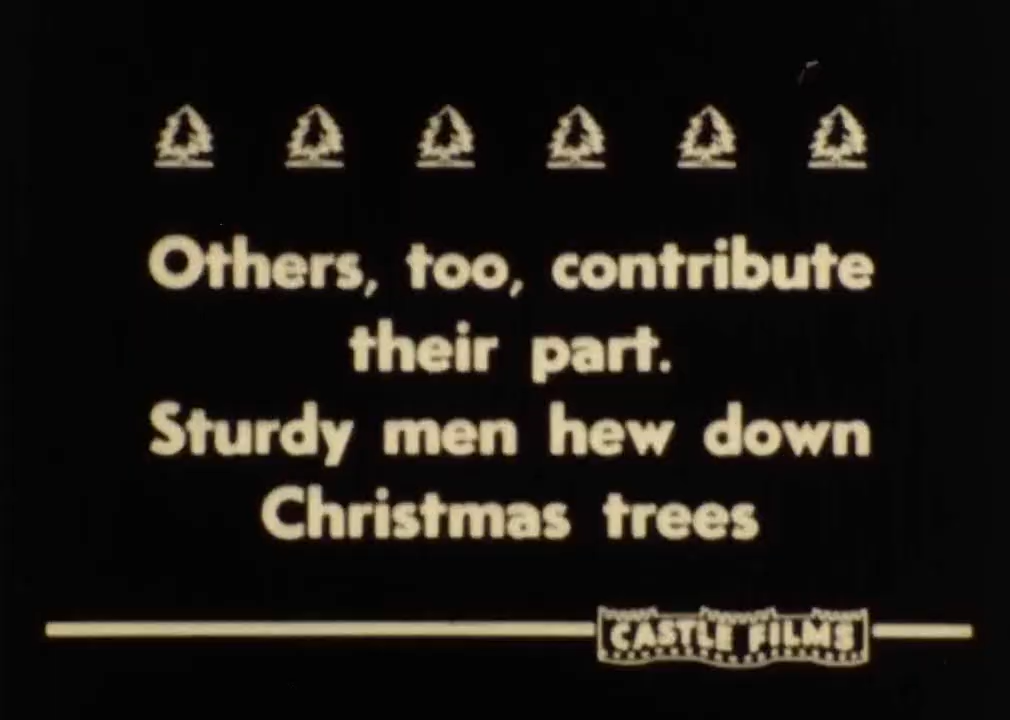 Others, too, contribute
their part.
Sturdy men hew down
Christmas trees
CASTLE FILMS